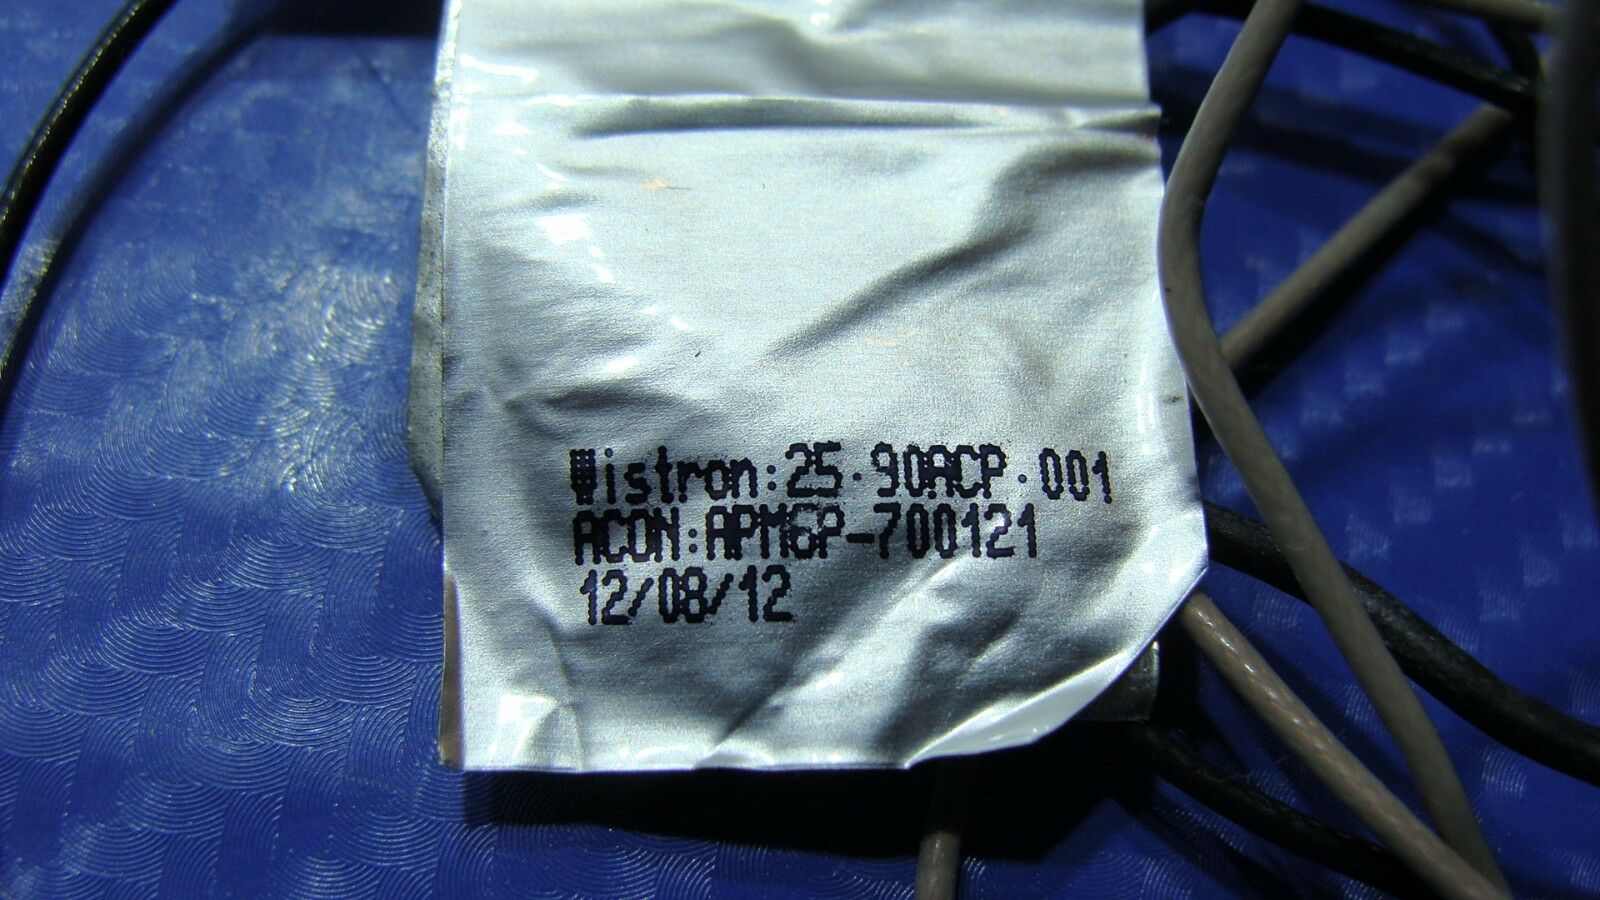 Wistron:25.90ACP.001
ACON:APM6P-700121
12/08/12